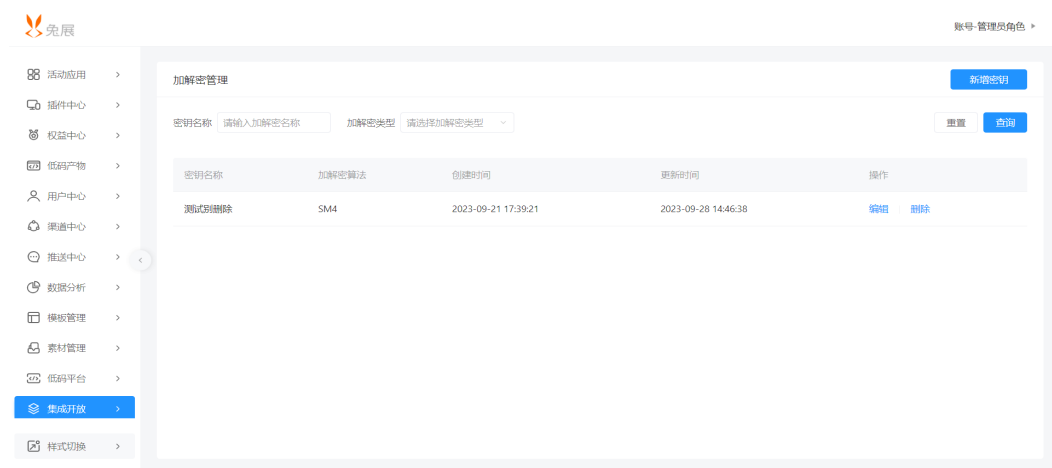 兔展
账号-管理员角色
活动应用
插件中心
权益中心
低码产物
用户中心
渠道中心
推送中心
数据分析
模板管理
素材管理
低码平台
集成开放
样式切换
加解密管理
新增密钥
密钥名称 请输入加解密名称 加解密类型 请选择加解密类型 重置 查询
密钥名称 加解密算法 创建时间 更新时间 操作
测试别删除 SM4 2023-09-21 17:39:21 2023-09-28 14:46:38 编辑 删除